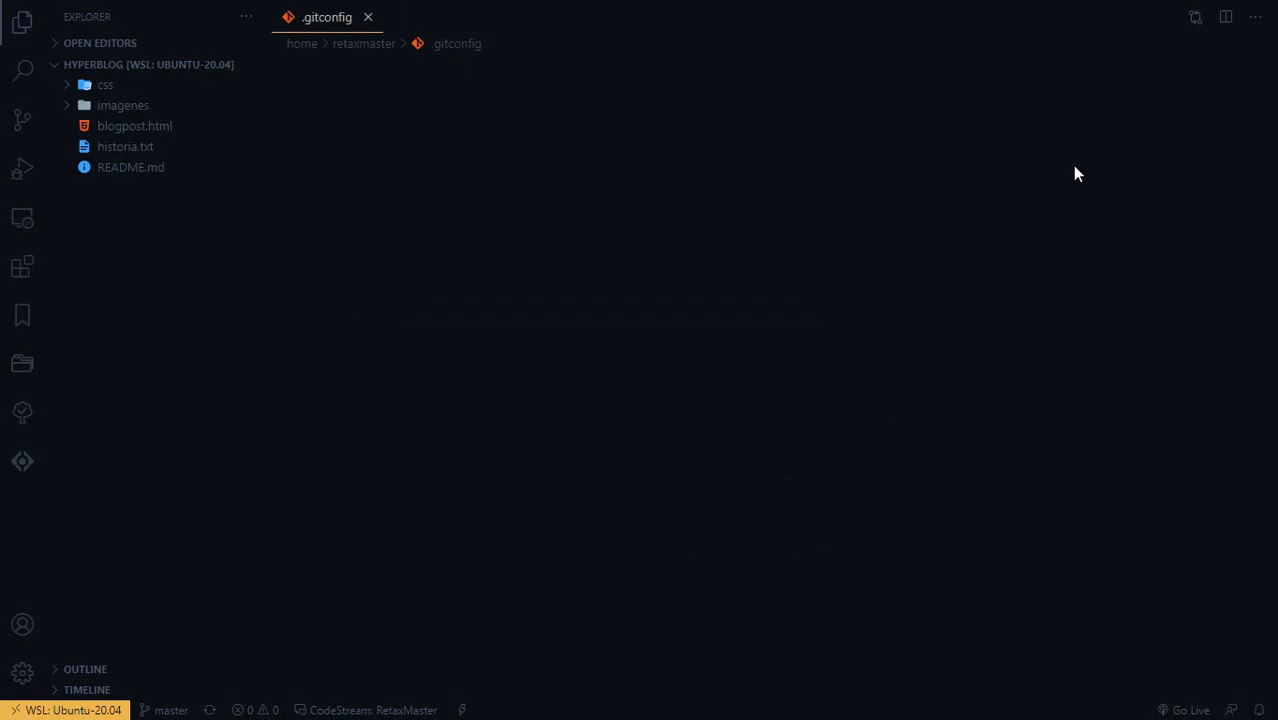 EXPLORER
.gitconfig
OPEN EDITORS
home > retaxmaster > .gitconfig
HYPERBLOG [WSL: UBUNTU-20.04]
css
imagenes
blogpost.html
historia.txt
README.md
OUTLINE
TIMELINE
WSL: Ubuntu-20.04 master 0 0 CodeStream: RetaxMaster Go Live